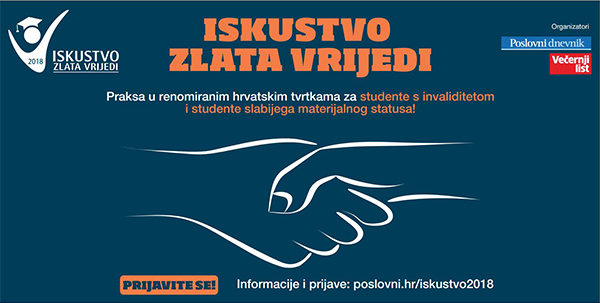 2018
ISKUSTVO
ZLATA VRIJEDI
ISKUSTVO
ZLATA VRIJEDI
Organizatori
Poslovni dnevnik
Večernji
list
Praksa u renomiranim hrvatskim tvrtkama za studente s invaliditetom
i studente slabijega materijalnog statusa!
PRIJAVITE SE!
Informacije i prijave: poslovni.hr/iskustvo2018